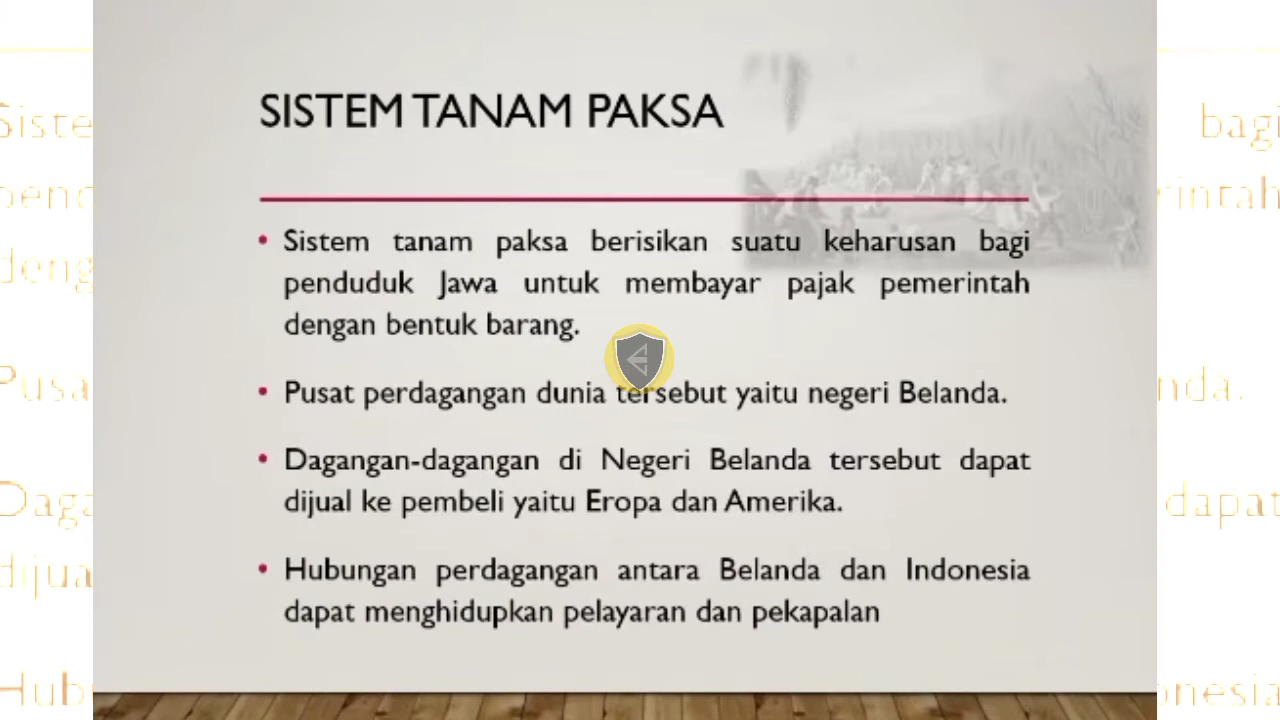 SISTEM TANAM PAKSA
• Sistem tanam paksa berisikan suatu keharusan bagi
penduduk Jawa untuk membayar pajak pemerintah
dengan bentuk barang.
• Pusat perdagangan dunia tersebut yaitu negeri Belanda.
• Dagangan-dagangan di Negeri Belanda tersebut dapat
dijual ke pembeli yaitu Eropa dan Amerika.
• Hubungan perdagangan antara Belanda dan Indonesia
dapat menghidupkan pelayaran dan pekapalan